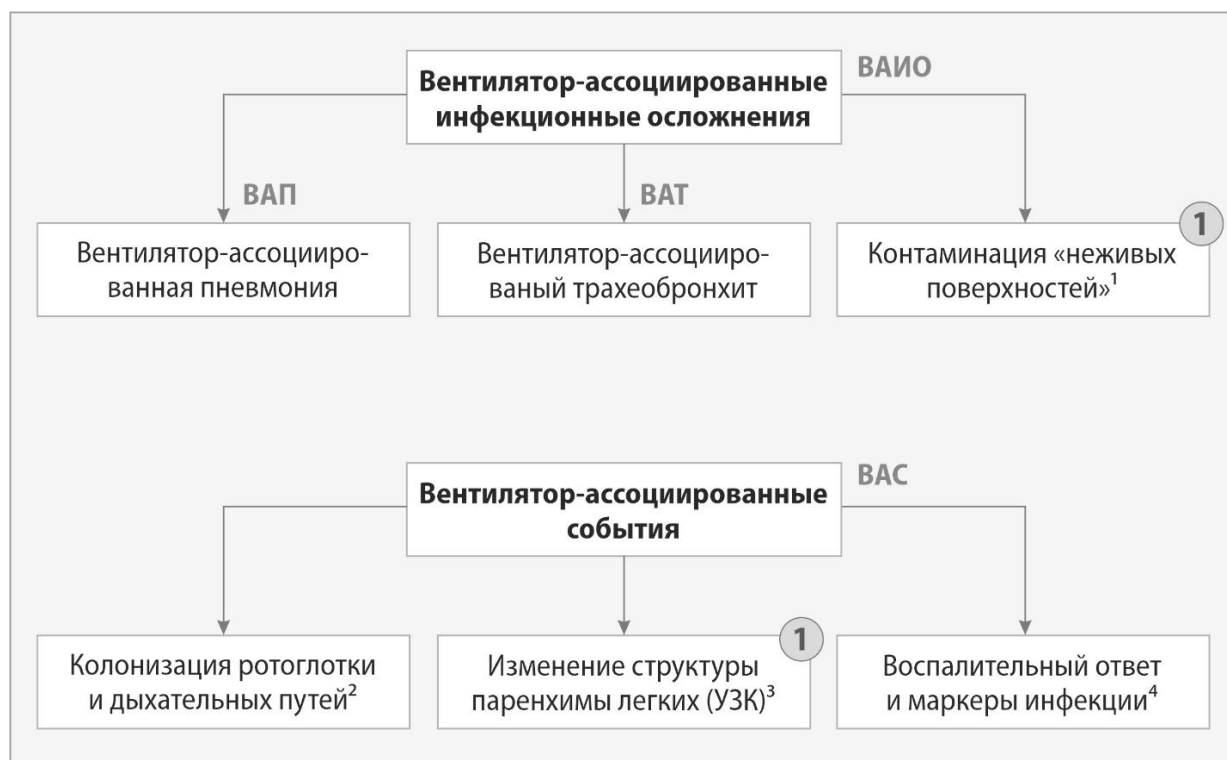 ВАИО
Вентилятор-ассоциированные
инфекционные осложнения
ВАП
ВАТ
1
Вентилятор-ассоцииро-
ванная пневмония
Вентилятор-ассоцииро-
ваный трахеобронхит
Контаминация «неживых
поверхностей»¹
ВАС
Вентилятор-ассоциированные
события
1
Колонизация ротоглотки
и дыхательных путей²
Изменение структуры
паренхимы легких (УЗК)³
Воспалительный ответ
и маркеры инфекции⁴